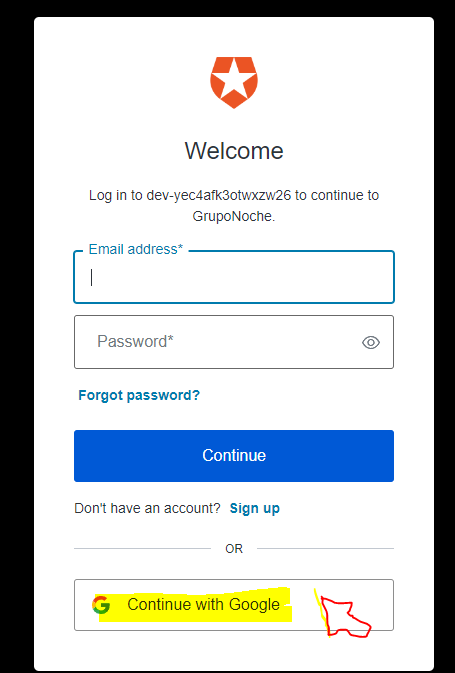 Welcome
Log in to dev-yec4afk3otwxzw26 to continue to
GrupoNoche.
Email address*
Password*
Forgot password?
Continue
Don't have an account? Sign up
OR
Continue with Google